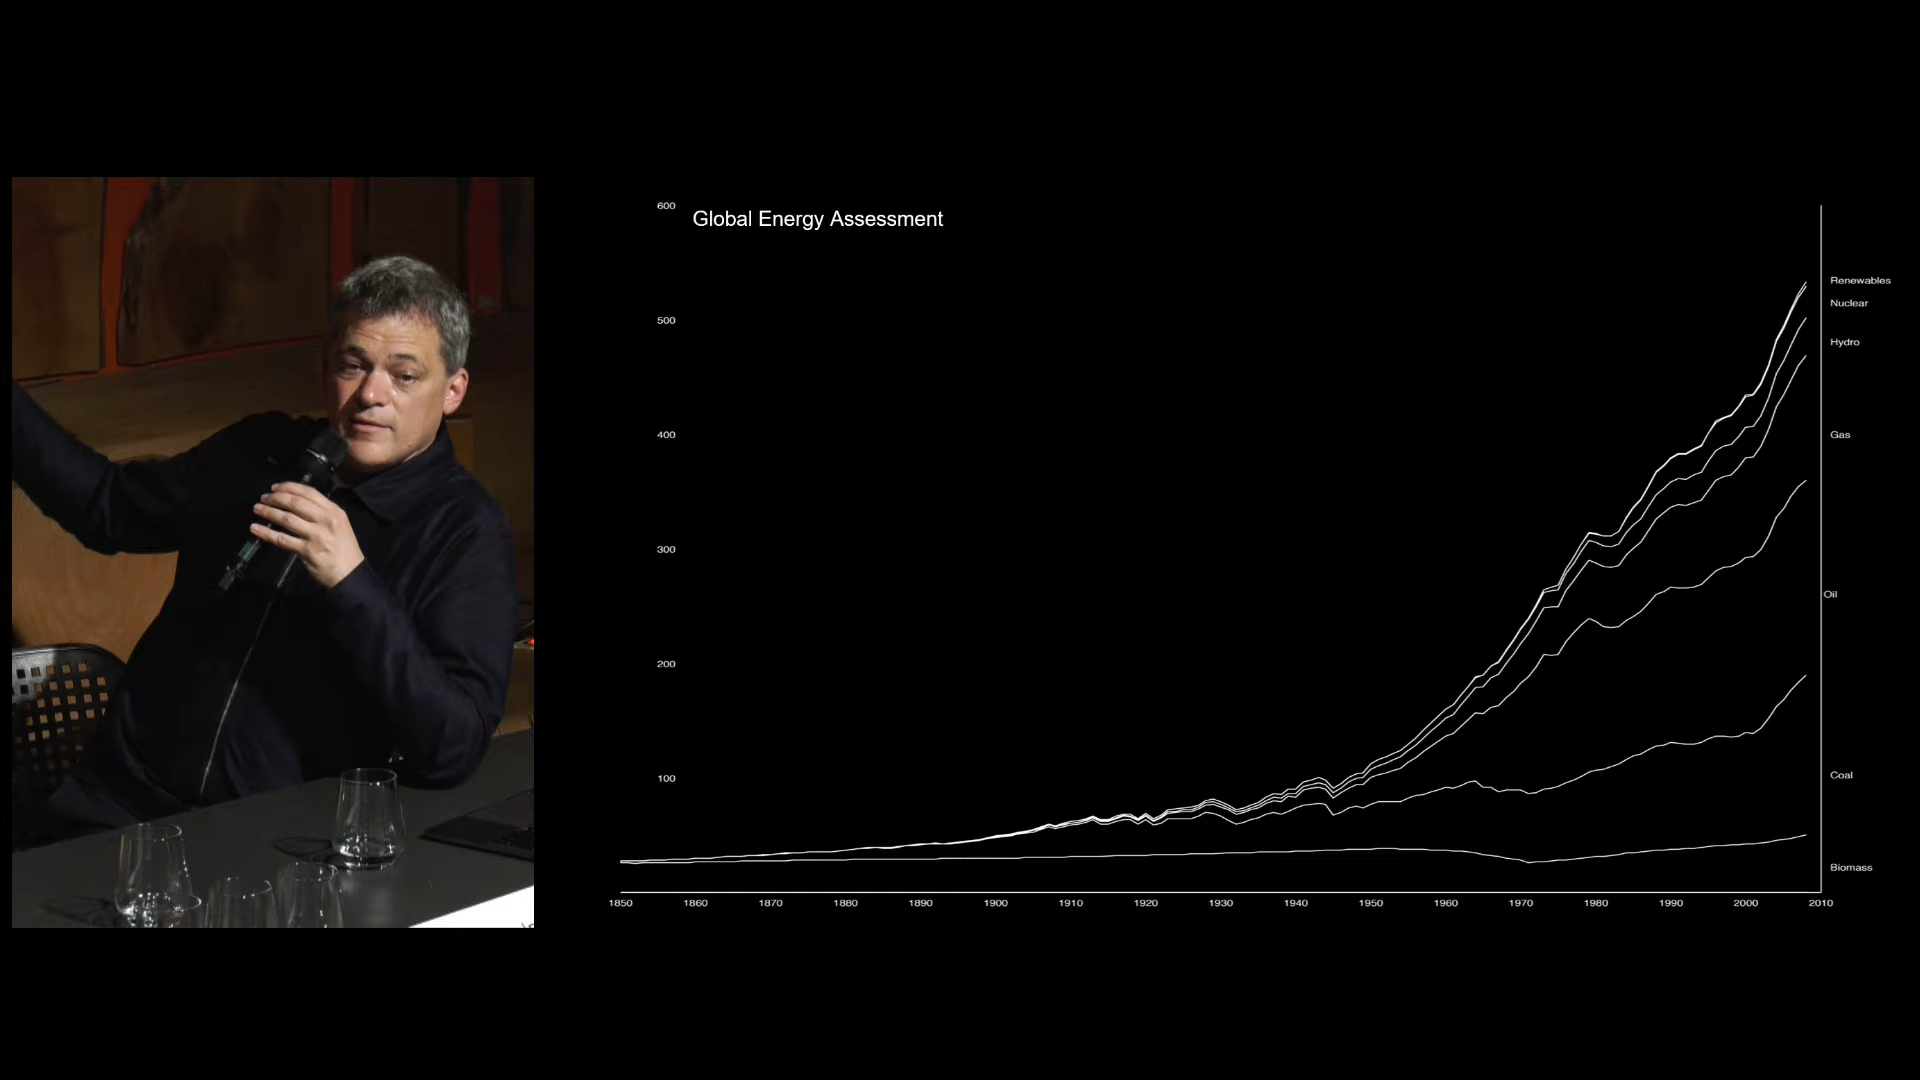 Global Energy Assessment
600
500
400
300
200
100
Renewables
Nuclear
Hydro
Gas
Oil
Coal
Biomass
1850 1860 1870 1880 1890 1900 1910 1920 1930 1940 1950 1960 1970 1980 1990 2000 2010